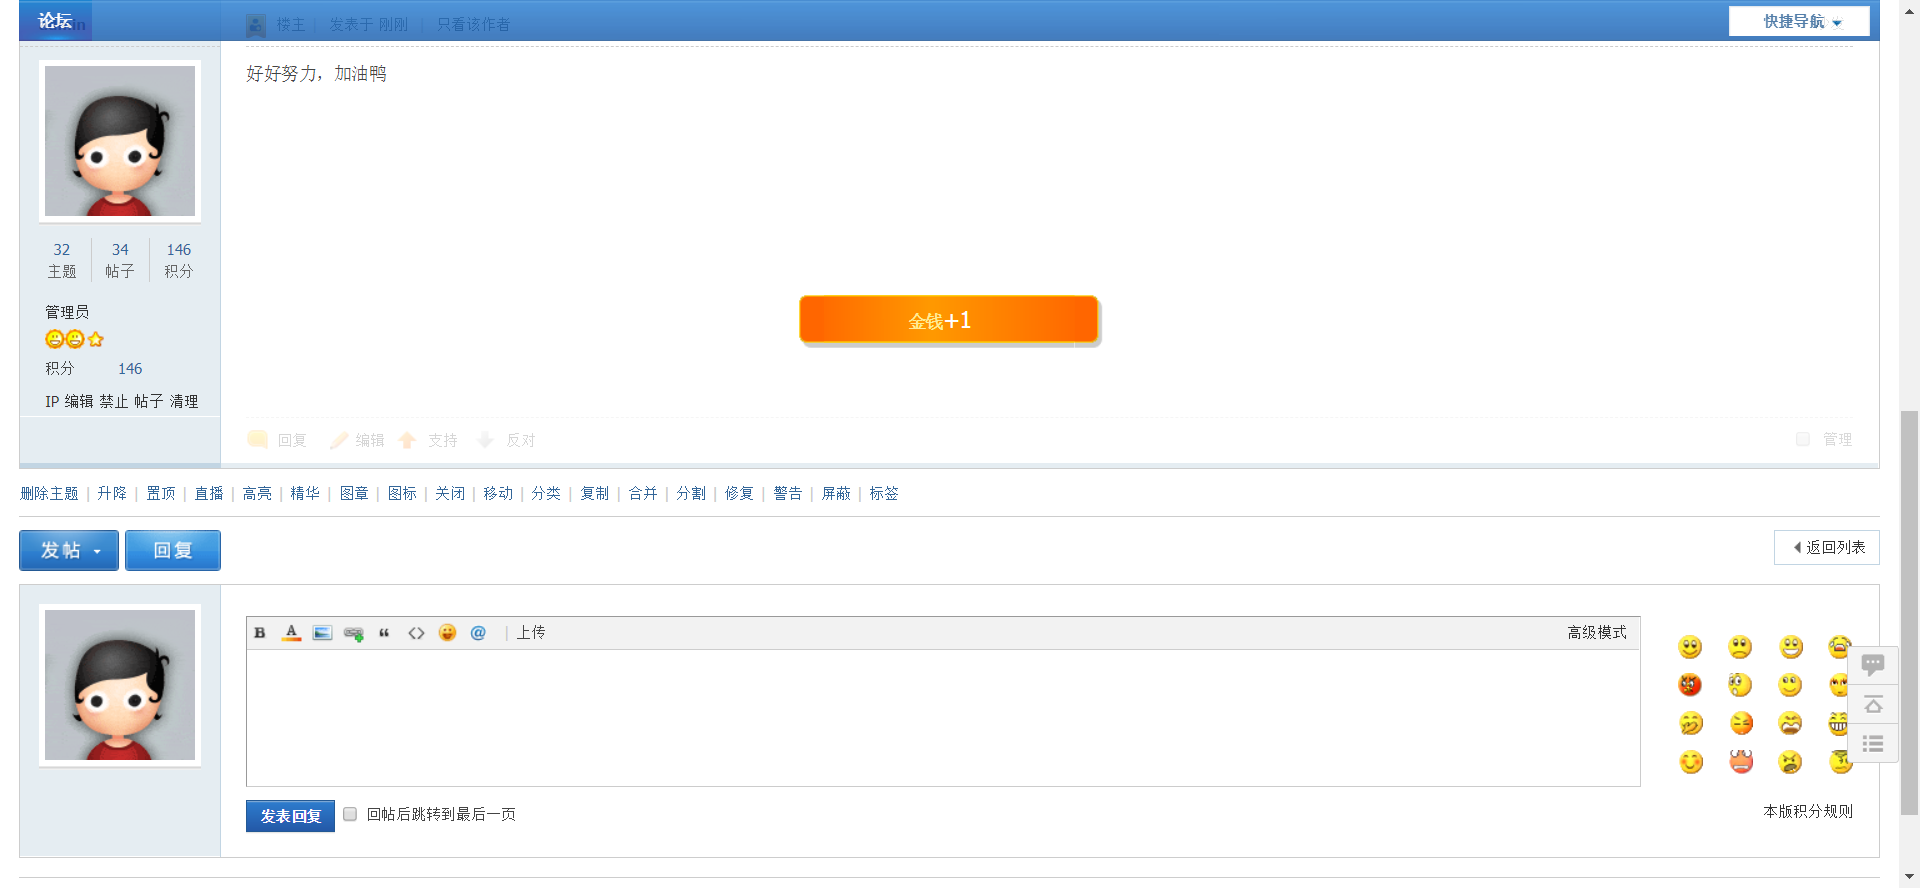 论坛
楼主 | 发表于 刚刚 | 只看该作者
快捷导航
好好努力，加油鸭
32 34 146
主题 帖子 积分
管理员
积分 146
IP 编辑 禁止 帖子 清理
金钱+1
回复 编辑 支持 反对 管理
删除主题 | 升降 | 置顶 | 直播 | 高亮 | 精华 | 图章 | 图标 | 关闭 | 移动 | 分类 | 复制 | 合并 | 分割 | 修复 | 警告 | 屏蔽 | 标签
发帖 回复 返回列表
B A “ <> @ | 上传 高级模式
发表回复 回帖后跳转到最后一页 本版积分规则